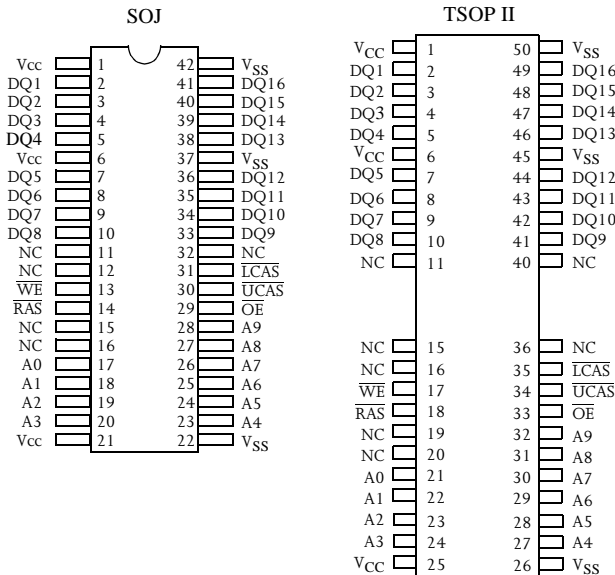 SOJ
Vcc 1 42 VSS
DQ1 2 41 DQ16
DQ2 3 40 DQ15
DQ3 4 39 DQ14
DQ4 5 38 DQ13
Vcc 6 37 VSS
DQ5 7 36 DQ12
DQ6 8 35 DQ11
DQ7 9 34 DQ10
DQ8 10 33 DQ9
NC 11 32 NC
NC 12 31 LCAS
WE 13 30 UCAS
RAS 14 29 OE
NC 15 28 A9
NC 16 27 A8
A0 17 26 A7
A1 18 25 A6
A2 19 24 A5
A3 20 23 A4
Vcc 21 22 VSS
TSOP II
VCC 1 50 VSS
DQ1 2 49 DQ16
DQ2 3 48 DQ15
DQ3 4 47 DQ14
DQ4 5 46 DQ13
VCC 6 45 VSS
DQ5 7 44 DQ12
DQ6 8 43 DQ11
DQ7 9 42 DQ10
DQ8 10 41 DQ9
NC 11 40 NC
NC 15 36 NC
NC 16 35 LCAS
WE 17 34 UCAS
RAS 18 33 OE
NC 19 32 A9
NC 20 31 A8
A0 21 30 A7
A1 22 29 A6
A2 23 28 A5
A3 24 27 A4
VCC 25 26 VSS